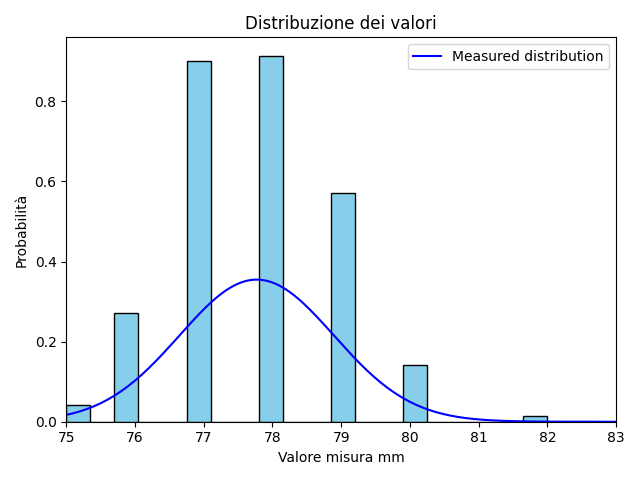 Distribuzione dei valori
Measured distribution
Probabilità
0.8
0.6
0.4
0.2
0.0
75 76 77 78 79 80 81 82 83
Valore misura mm